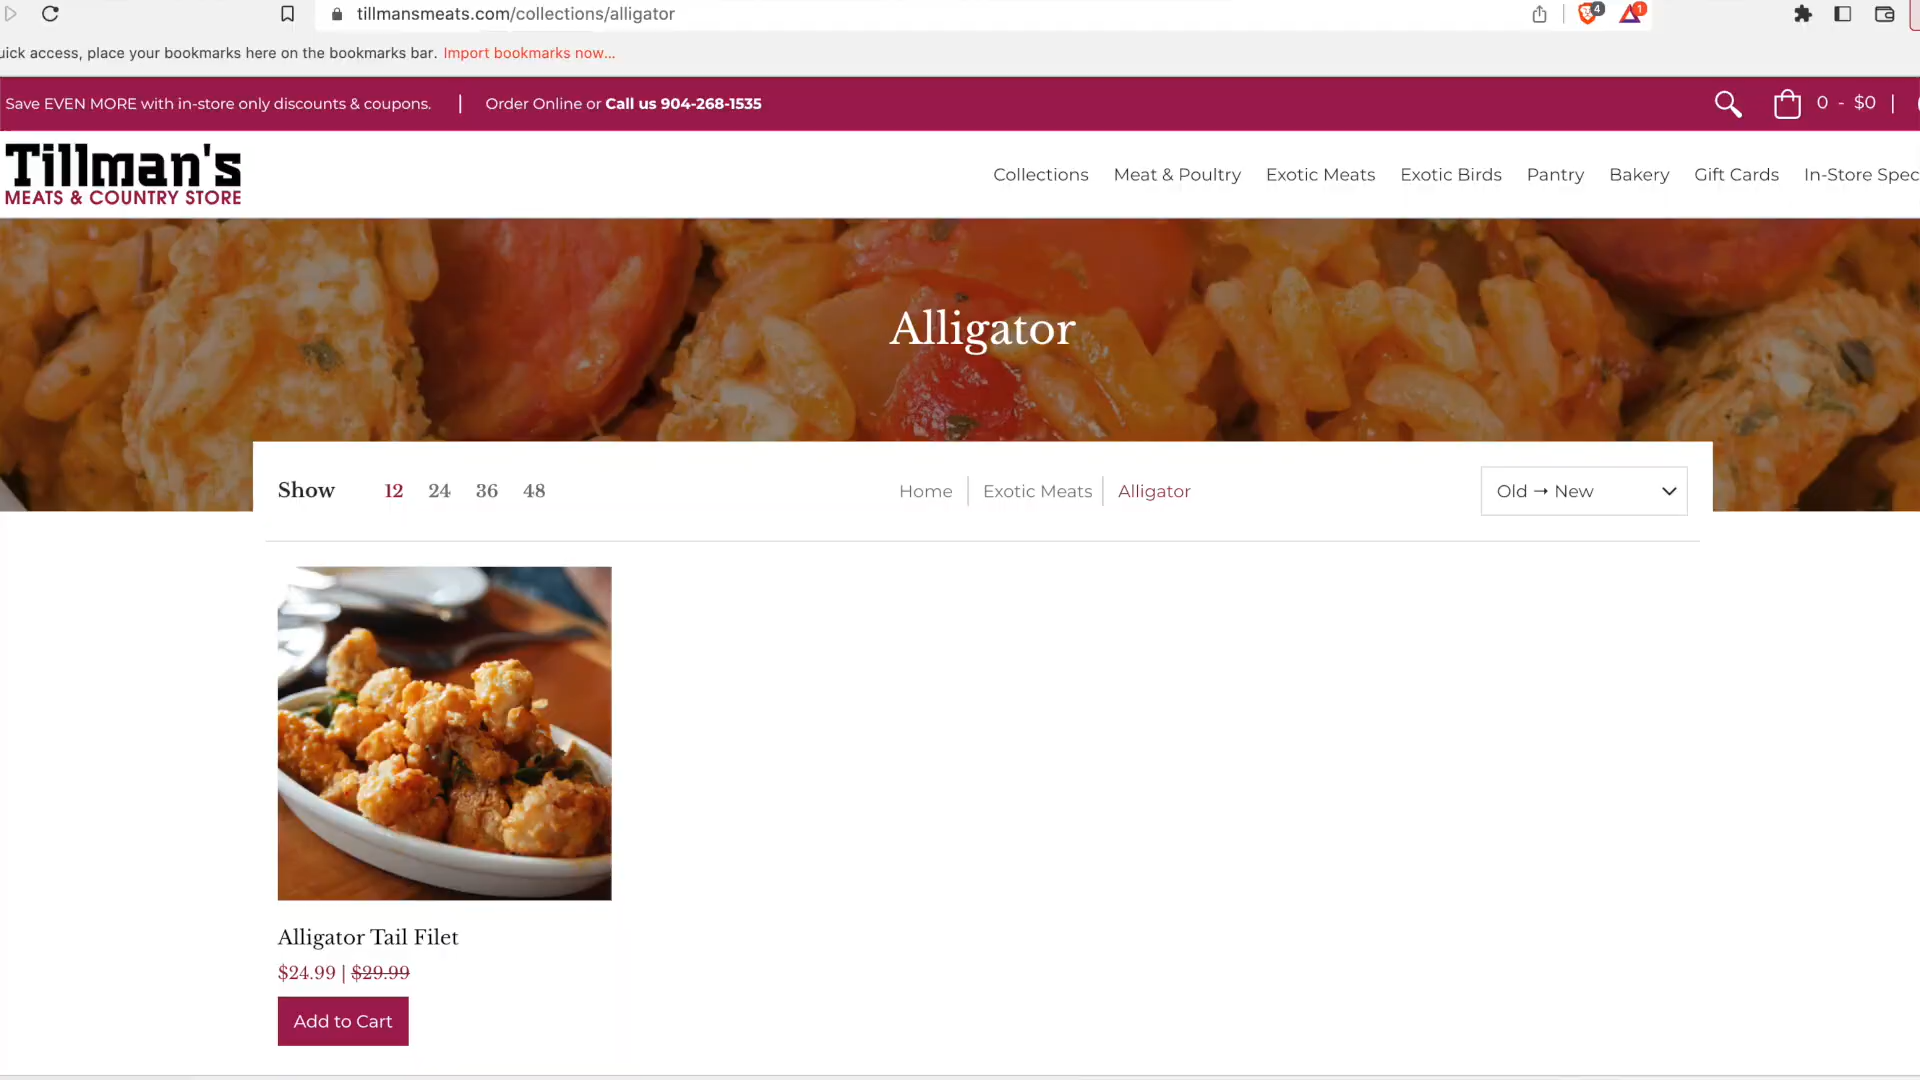 tillmansmeats.com/collections/alligator
4
1
uick access, place your bookmarks here on the bookmarks bar. Import bookmarks now...
Save EVEN MORE with in-store only discounts & coupons. | Order Online or Call us 904-268-1535
0 - $0 |
Tillman's
MEATS & COUNTRY STORE
Collections Meat & Poultry Exotic Meats Exotic Birds Pantry Bakery Gift Cards In-Store Spec
Alligator
Show 12 24 36 48
Home | Exotic Meats | Alligator
Old → New
Alligator Tail Filet
$24.99 | $29.99
Add to Cart